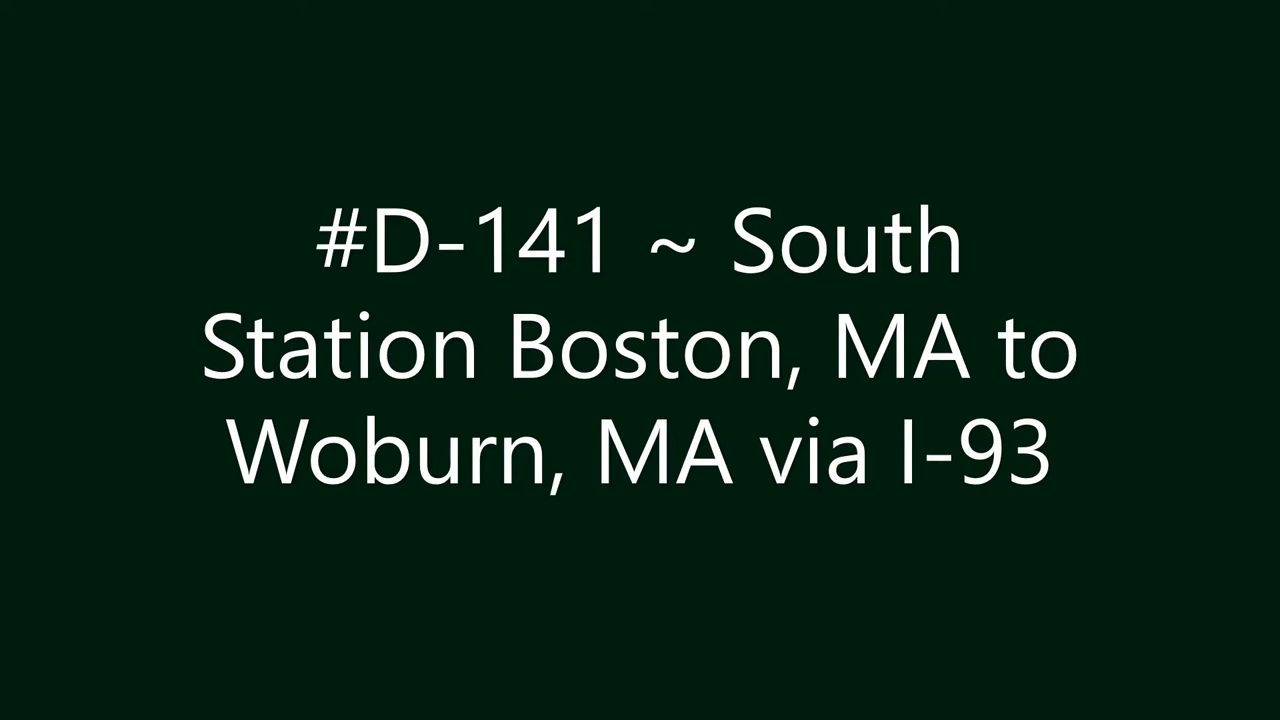 #D-141 ~ South
Station Boston, MA to
Woburn, MA via I-93